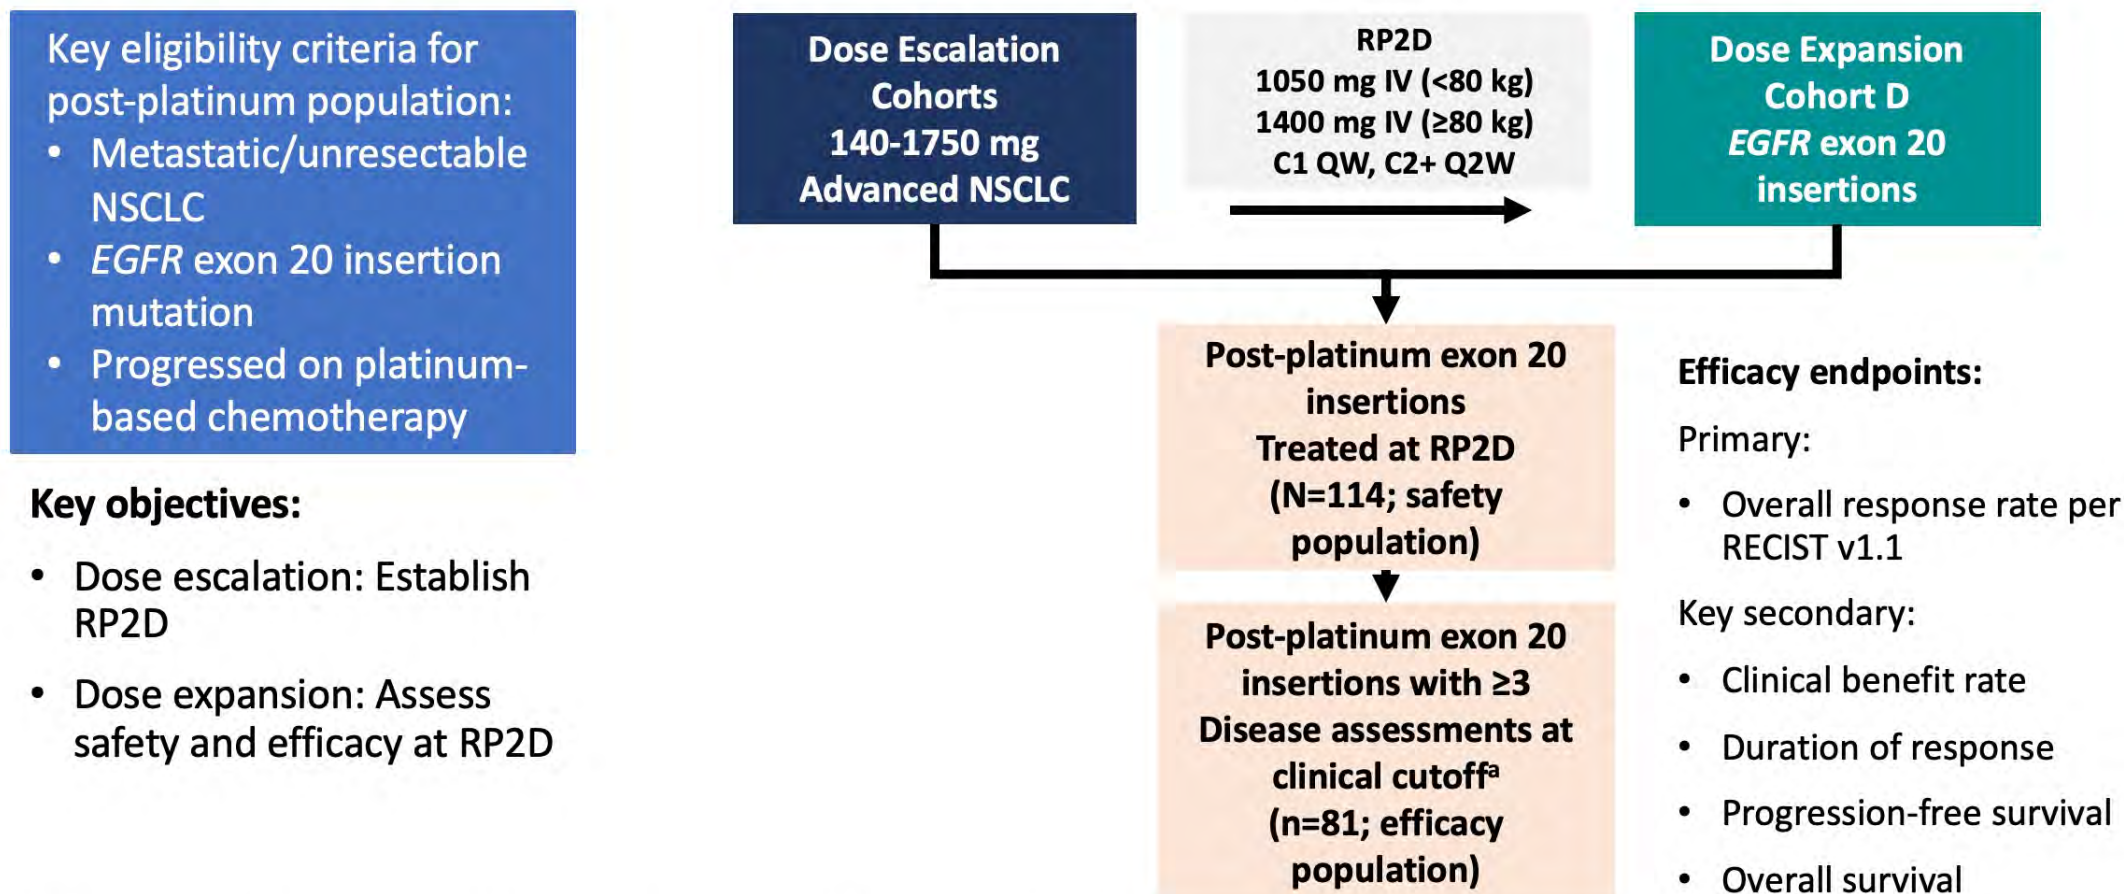 Key eligibility criteria for
post-platinum population:
• Metastatic/unresectable
NSCLC
• EGFR exon 20 insertion
mutation
• Progressed on platinum-
based chemotherapy
Key objectives:
• Dose escalation: Establish
RP2D
• Dose expansion: Assess
safety and efficacy at RP2D
Dose Escalation
Cohorts
140-1750 mg
Advanced NSCLC
RP2D
1050 mg IV (<80 kg)
1400 mg IV (≥80 kg)
C1 QW, C2+ Q2W
Dose Expansion
Cohort D
EGFR exon 20
insertions
Post-platinum exon 20
insertions
Treated at RP2D
(N=114; safety
population)
Post-platinum exon 20
insertions with ≥3
Disease assessments at
clinical cutoffᵃ
(n=81; efficacy
population)
Efficacy endpoints:
Primary:
• Overall response rate per
RECIST v1.1
Key secondary:
• Clinical benefit rate
• Duration of response
• Progression-free survival
• Overall survival